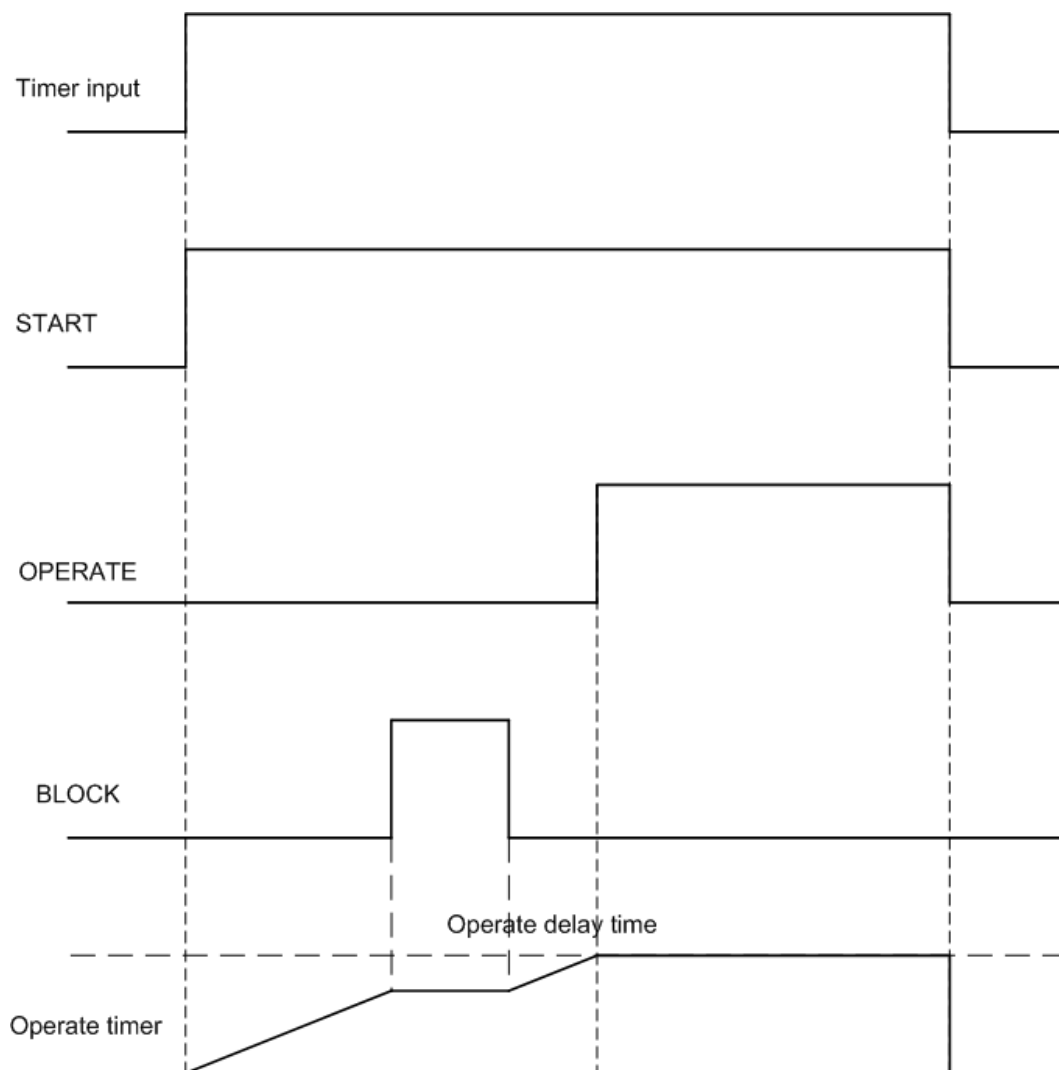 Timer input
START
OPERATE
BLOCK
Operate delay time
Operate timer